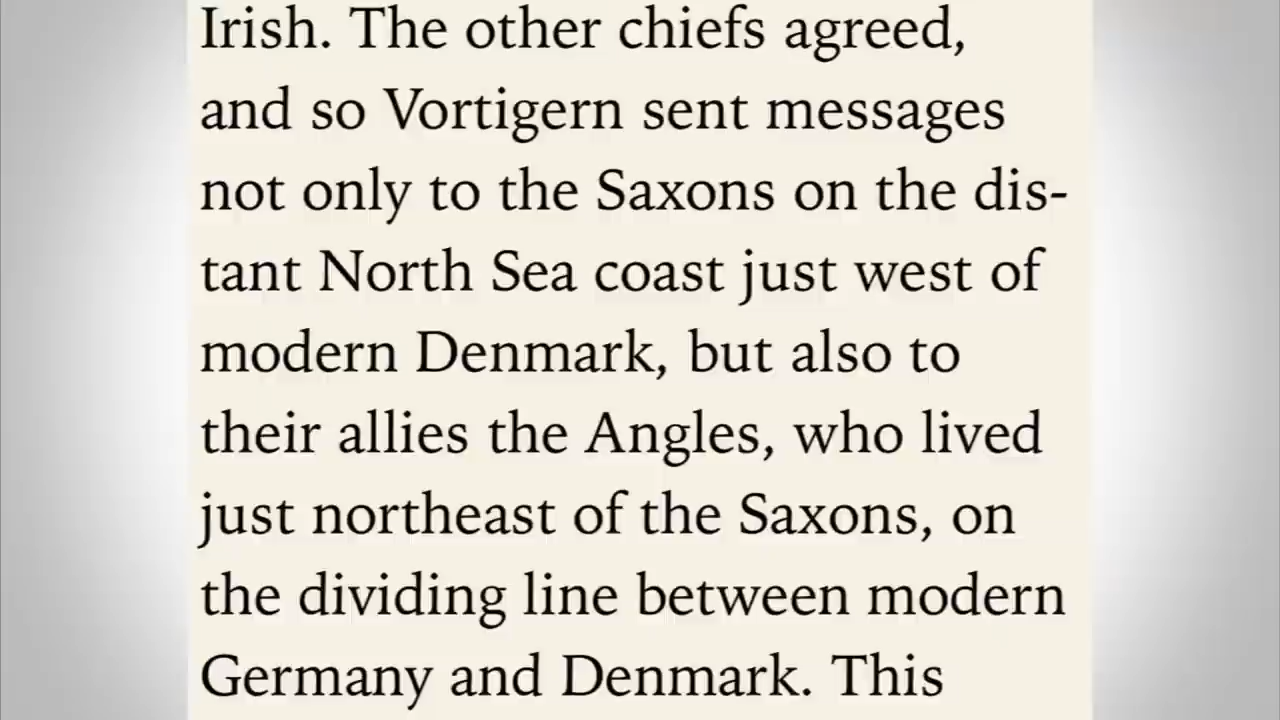 Irish. The other chiefs agreed,
and so Vortigern sent messages
not only to the Saxons on the dis-
tant North Sea coast just west of
modern Denmark, but also to
their allies the Angles, who lived
just northeast of the Saxons, on
the dividing line between modern
Germany and Denmark. This